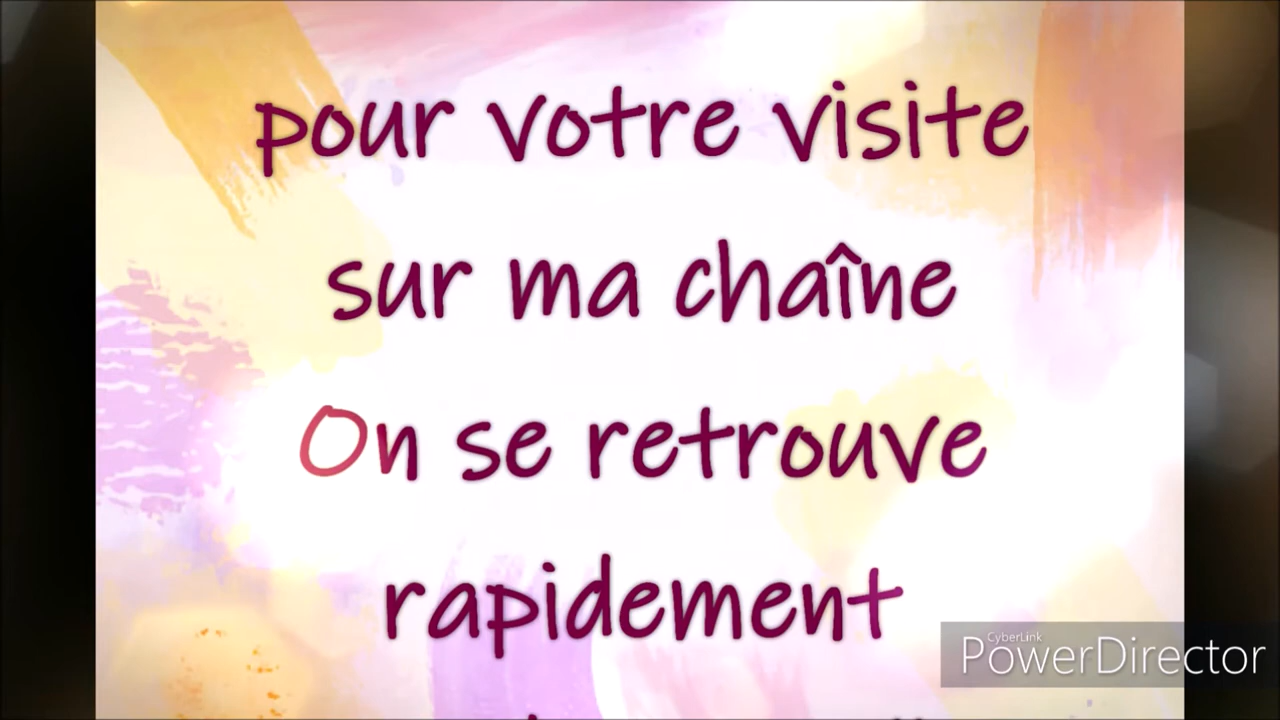 pour votre visite
sur ma chaîne
On se retrouve
rapidement
CyberLink
PowerDirector